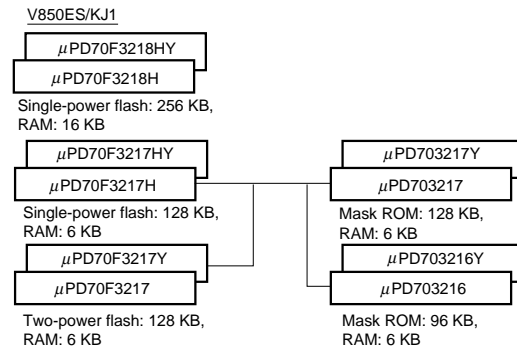 V850ES/KJ1
μPD70F3218HY
μPD70F3218H
Single-power flash: 256 KB,
RAM: 16 KB
μPD70F3217HY
μPD70F3217H
Single-power flash: 128 KB,
RAM: 6 KB
μPD70F3217Y
μPD70F3217
Two-power flash: 128 KB,
RAM: 6 KB
μPD703217Y
μPD703217
Mask ROM: 128 KB,
RAM: 6 KB
μPD703216Y
μPD703216
Mask ROM: 96 KB,
RAM: 6 KB